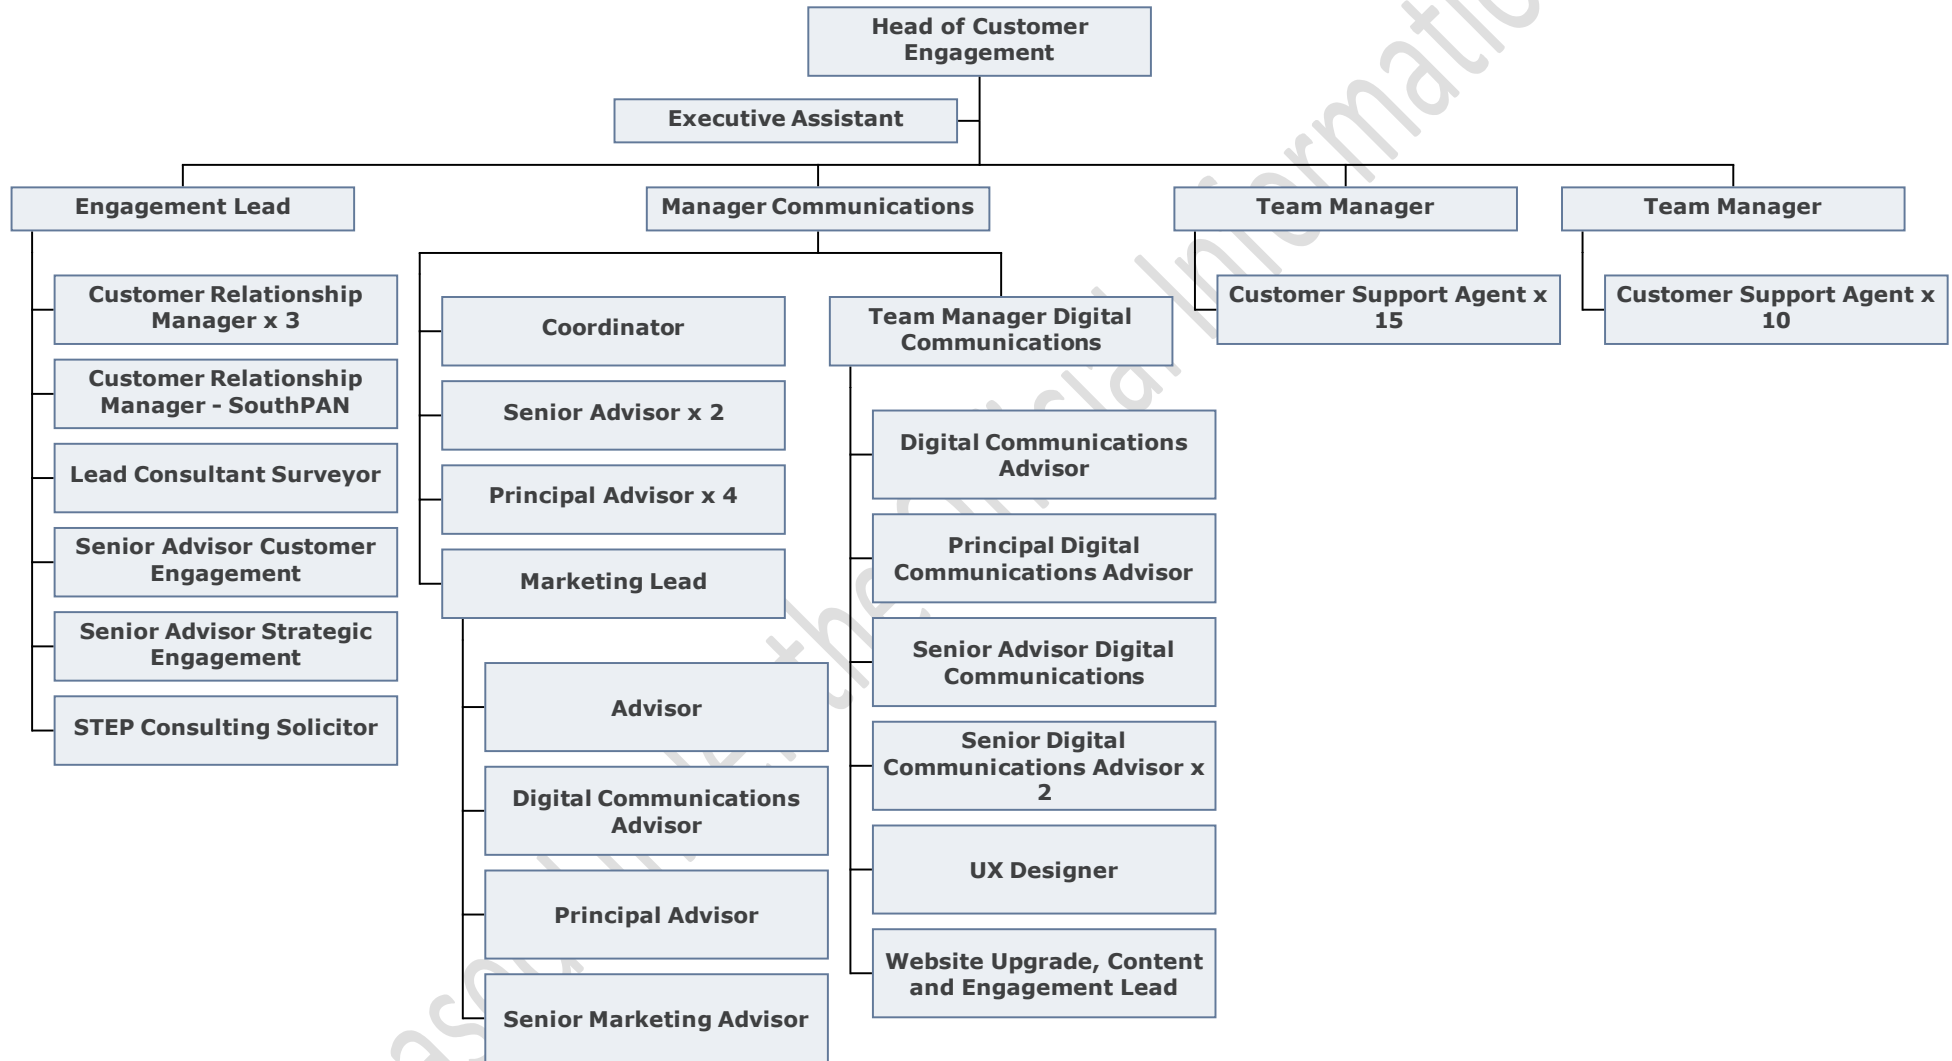 Head of Customer
Engagement
Executive Assistant
Engagement Lead
Manager Communications
Team Manager
Team Manager
Customer Relationship
Manager x 3
Customer Relationship
Manager - SouthPAN
Lead Consultant Surveyor
Senior Advisor Customer
Engagement
Senior Advisor Strategic
Engagement
STEP Consulting Solicitor
Coordinator
Senior Advisor x 2
Principal Advisor x 4
Marketing Lead
Advisor
Digital Communications
Advisor
Principal Advisor
Senior Marketing Advisor
Team Manager Digital
Communications
Digital Communications
Advisor
Principal Digital
Communications Advisor
Senior Advisor Digital
Communications
Senior Digital
Communications Advisor x
2
UX Designer
Website Upgrade, Content
and Engagement Lead
Customer Support Agent x
15
Customer Support Agent x
10
the